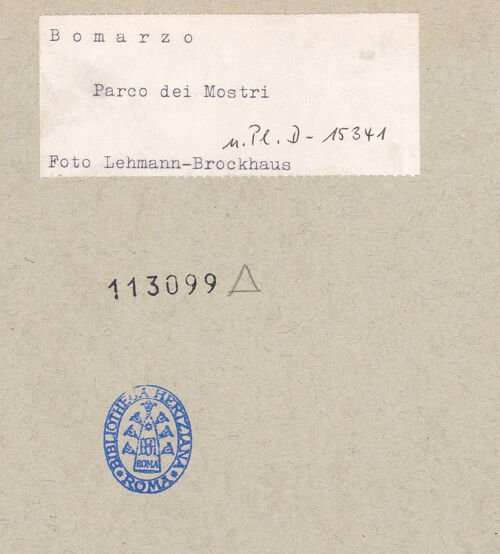 Bomarzo
Parco dei Mostri
n. Pl. D - 15341
Foto Lehmann-Brockhaus
113099
BIBLIOTHECA HERTZIANA
ROMA
ROMA